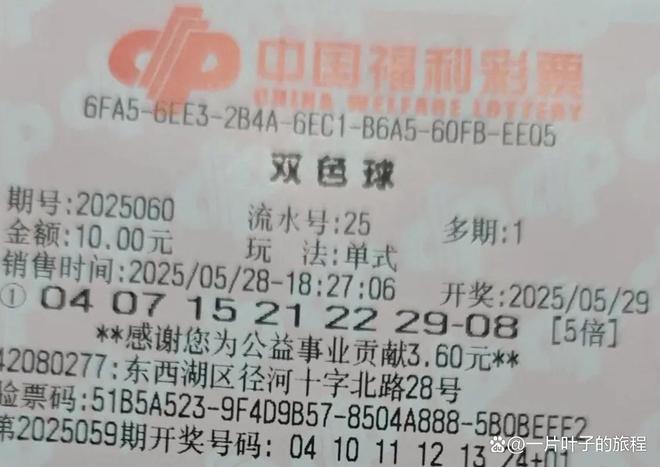 中国福利彩票
CHINA WELFARE LOTTERY
6FA5-6EE3-2B4A-6EC1-B6A5-60FB-EE05
双色球
期号:2025060 流水号:25 多期:1
金额:10.00元 玩 法:单式
销售时间:2025/05/28-18:27:06 开奖:2025/05/29
① 04 07 15 21 22 29-08 [5倍]
**感谢您为公益事业贡献3.60元**
42080277:东西湖区径河十字北路28号
验票码:51B5A523-9F4D9B57-8504A888-5B0BEFF2
第2025059期开奖号码: 04 10 11 12 13 24+01
@一片叶子的旅程